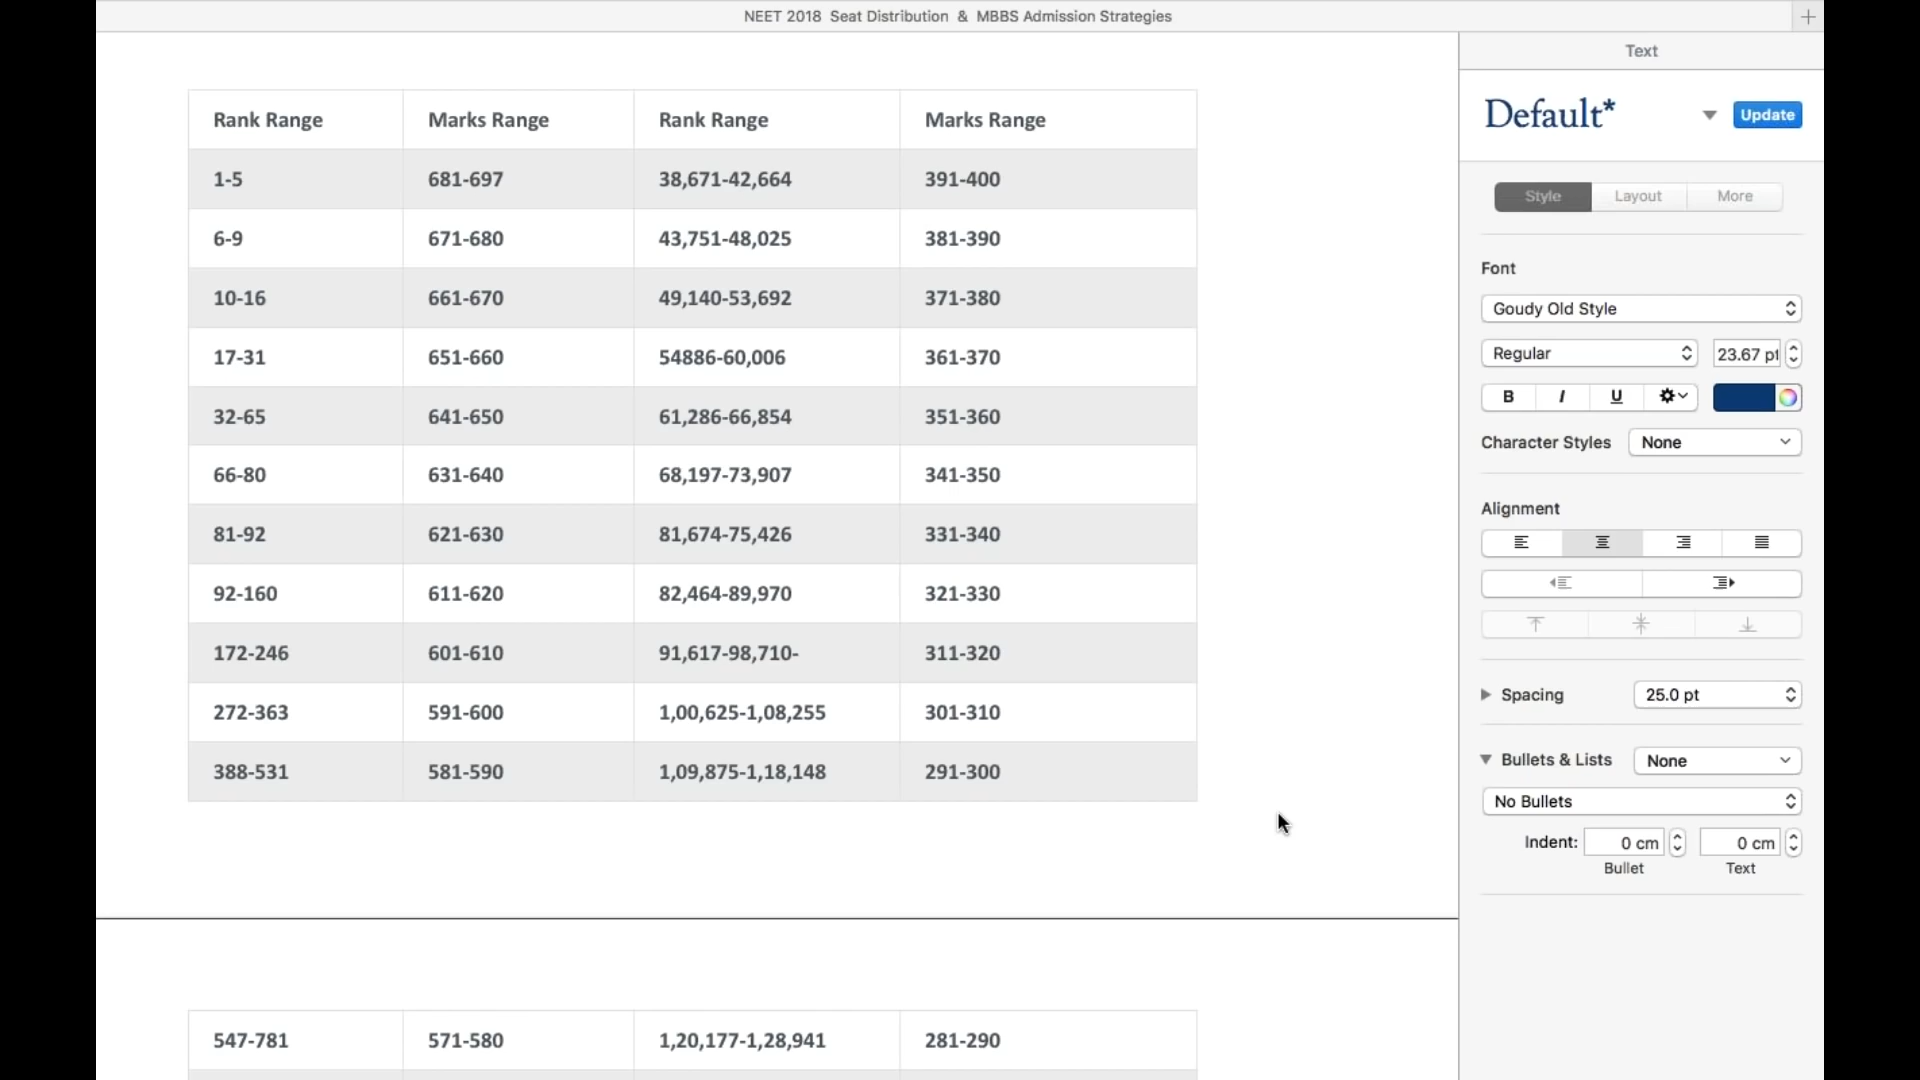 NEET 2018 Seat Distribution & MBBS Admission Strategies
Rank Range Marks Range Rank Range Marks Range
1-5 681-697 38,671-42,664 391-400
6-9 671-680 43,751-48,025 381-390
10-16 661-670 49,140-53,692 371-380
17-31 651-660 54886-60,006 361-370
32-65 641-650 61,286-66,854 351-360
66-80 631-640 68,197-73,907 341-350
81-92 621-630 81,674-75,426 331-340
92-160 611-620 82,464-89,970 321-330
172-246 601-610 91,617-98,710- 311-320
272-363 591-600 1,00,625-1,08,255 301-310
388-531 581-590 1,09,875-1,18,148 291-300
547-781 571-580 1,20,177-1,28,941 281-290
Text
Default* Update
Style Layout More
Font
Goudy Old Style
Regular 23.67 pt
B I U
Character Styles None
Alignment
Spacing 25.0 pt
Bullets & Lists None
No Bullets
Indent: 0 cm 0 cm
Bullet Text